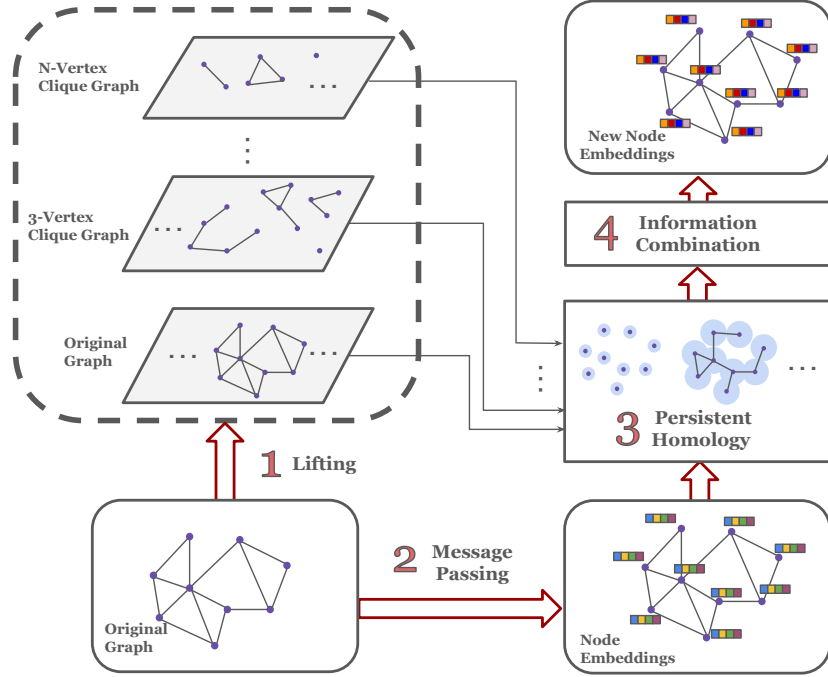 N-Vertex
Clique Graph
...
⋮
3-Vertex
Clique Graph
...
Original
Graph
...
...
1 Lifting
Original
Graph
2 Message
Passing
Node
Embeddings
...
⋮
3 Persistent
Homology
4 Information
Combination
New Node
Embeddings